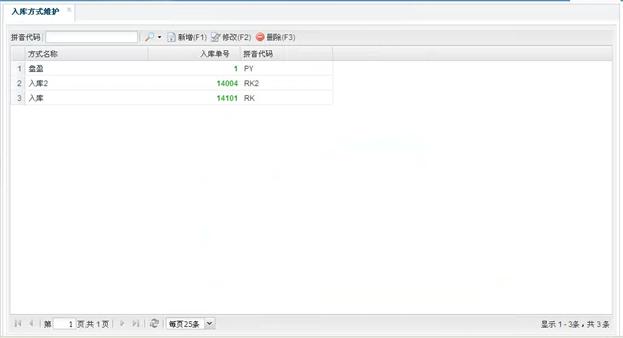 入库方式维护
拼音代码 新增(F1) 修改(F2) 删除(F3)
方式名称 入库单号 拼音代码
1 盘盈 1 PY
2 入库2 14004 RK2
3 入库 14101 RK
第 1 页,共 1 页 每页25条 显示 1 - 3条，共 3 条